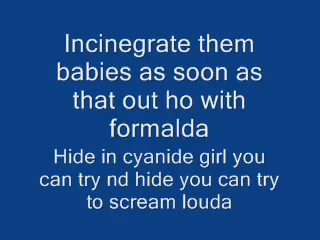 Incinegrate them
babies as soon as
that out ho with
formalda
Hide in cyanide girl you
can try nd hide you can try
to scream louda